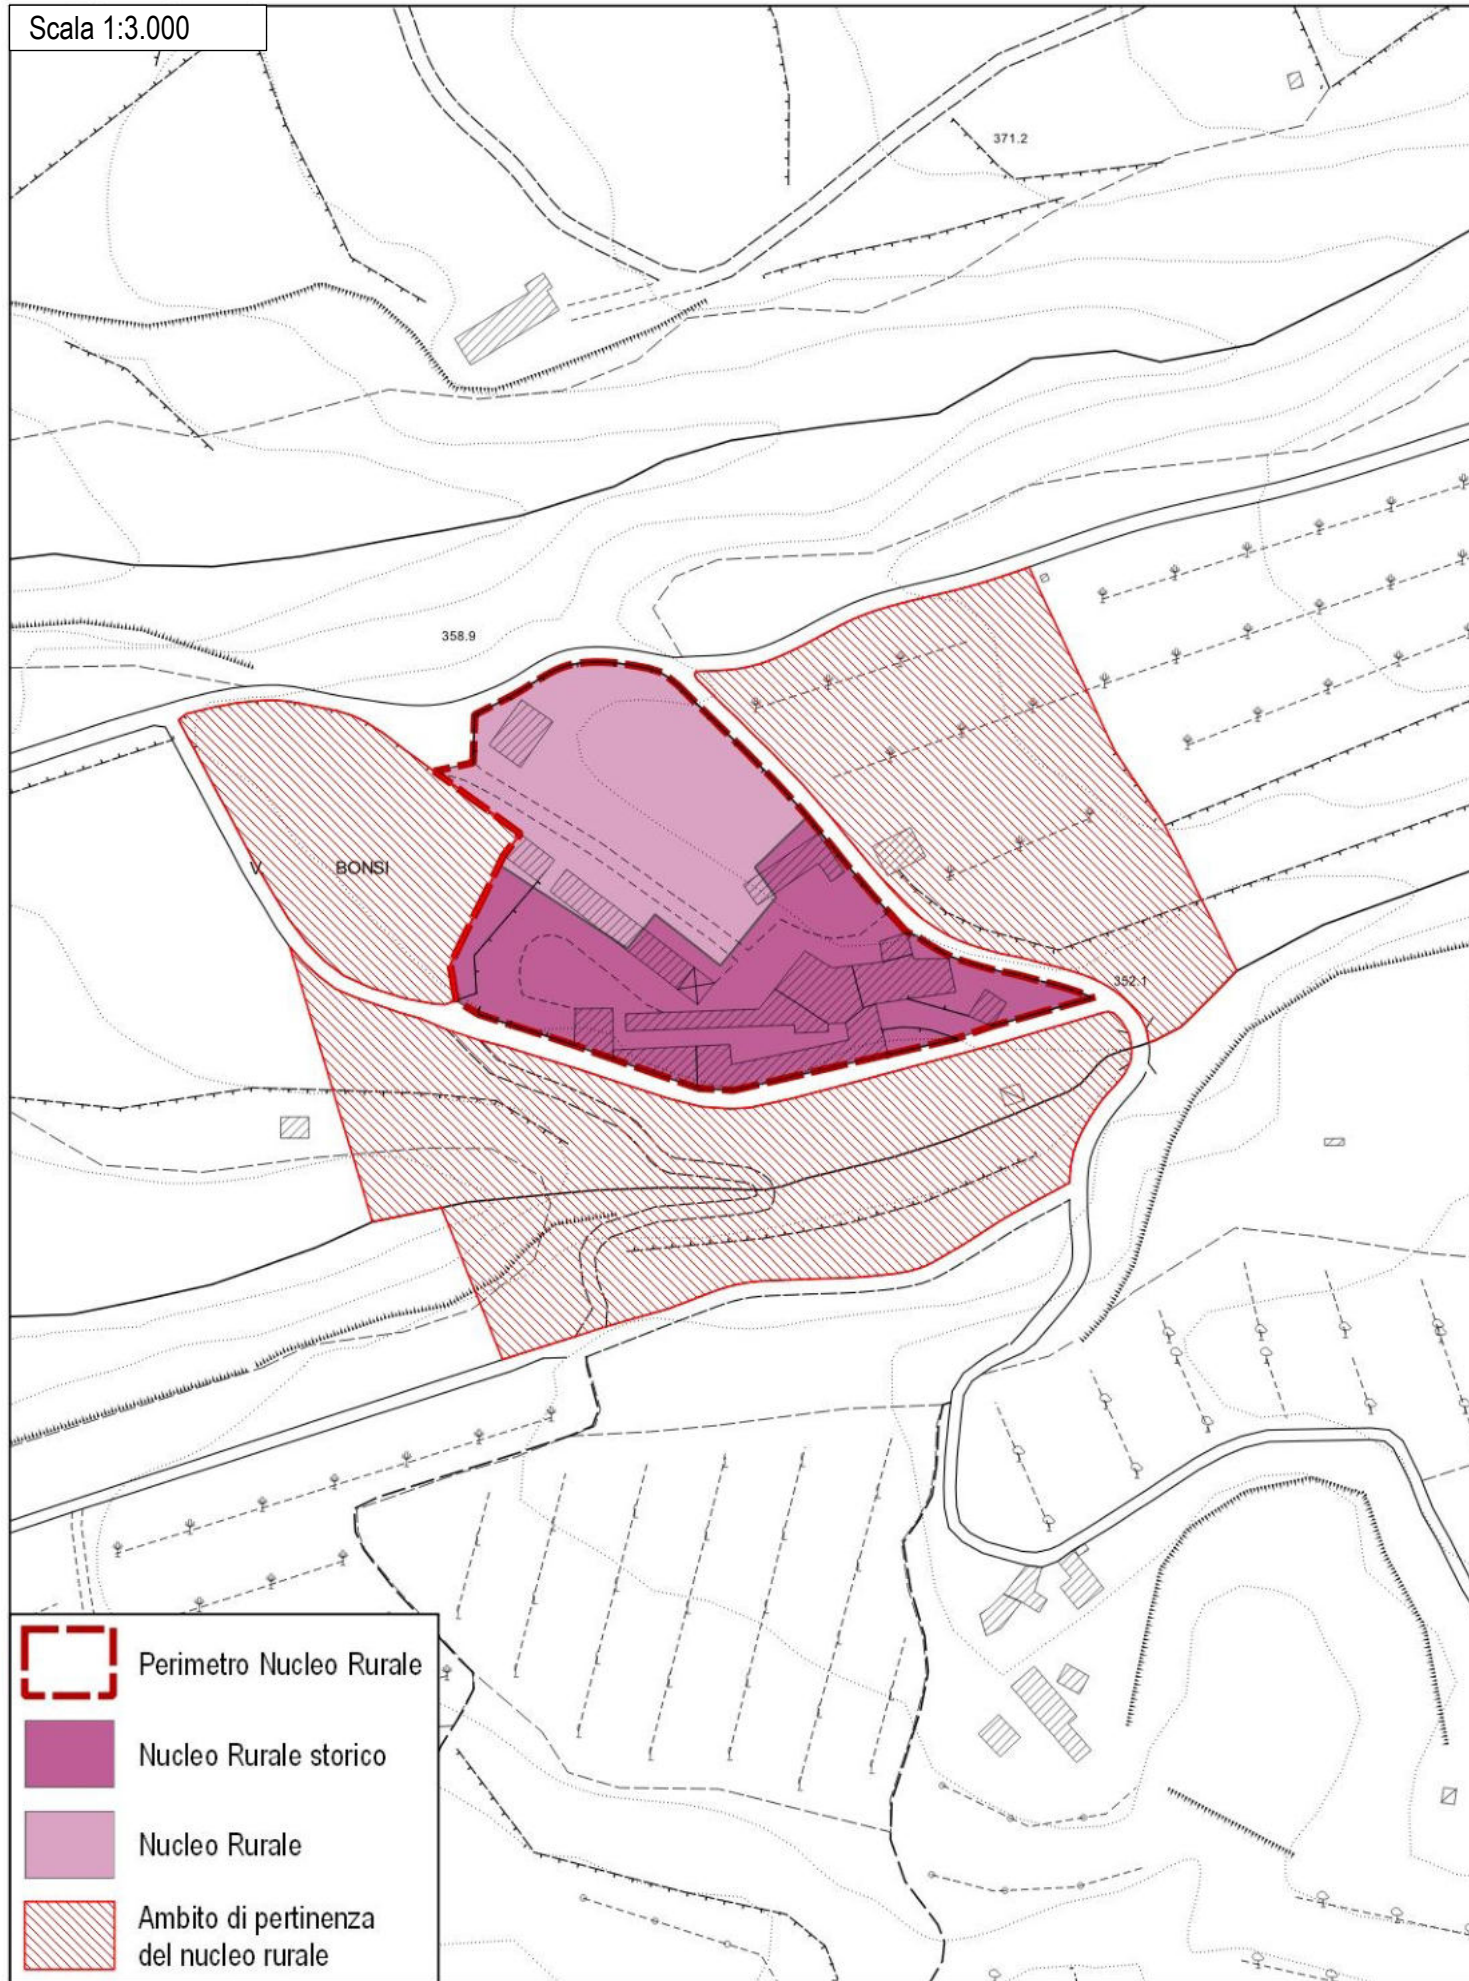 Scala 1:3.000
371.2
358.9
V. BONSI
352.1
Perimetro Nucleo Rurale
Nucleo Rurale storico
Nucleo Rurale
Ambito di pertinenza
del nucleo rurale